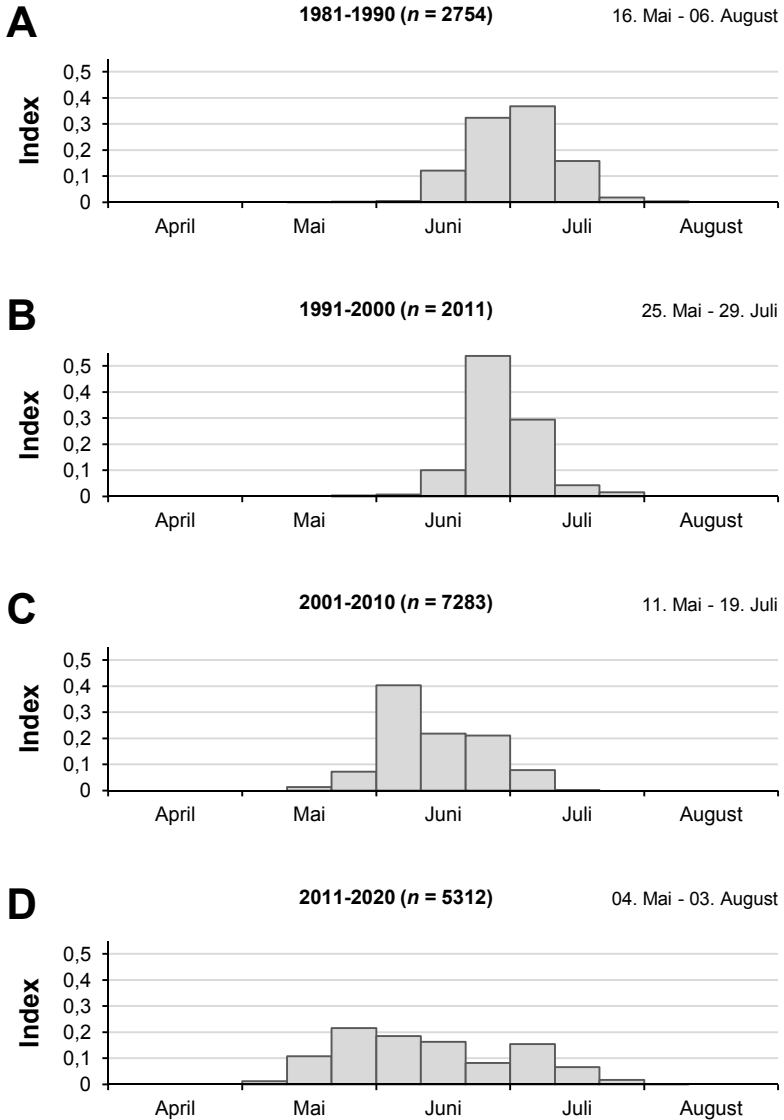 A
1981-1990 (n = 2754)
16. Mai - 06. August
Index
0,5
0,4
0,3
0,2
0,1
0
April Mai Juni Juli August
B
1991-2000 (n = 2011)
25. Mai - 29. Juli
Index
0,5
0,4
0,3
0,2
0,1
0
April Mai Juni Juli August
C
2001-2010 (n = 7283)
11. Mai - 19. Juli
Index
0,5
0,4
0,3
0,2
0,1
0
April Mai Juni Juli August
D
2011-2020 (n = 5312)
04. Mai - 03. August
Index
0,5
0,4
0,3
0,2
0,1
0
April Mai Juni Juli August